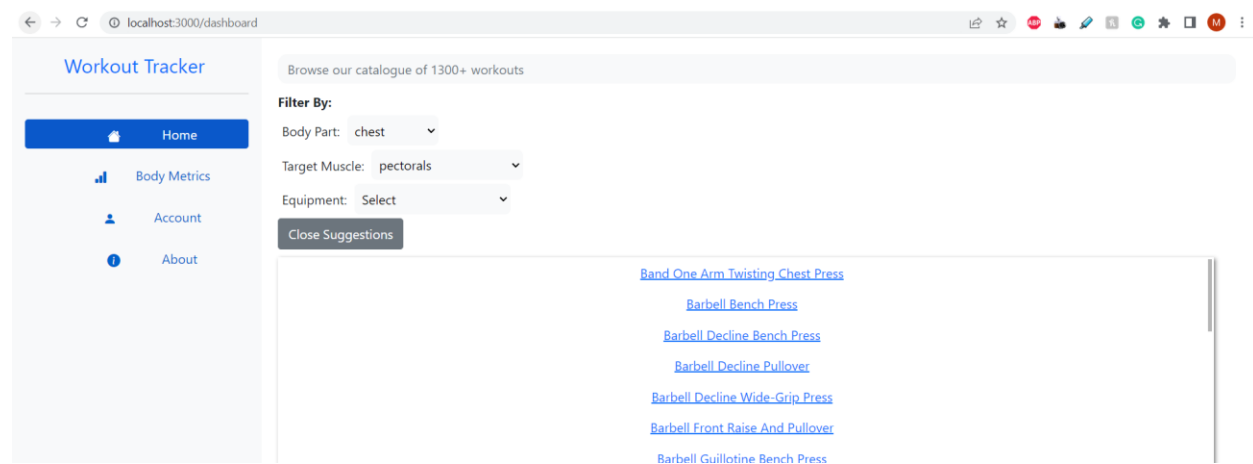 localhost:3000/dashboard
ABP
M
Workout Tracker
Browse our catalogue of 1300+ workouts
Filter By:
Home
Body Part: chest
Target Muscle: pectorals
Body Metrics
Equipment: Select
Account
Close Suggestions
About
Band One Arm Twisting Chest Press
Barbell Bench Press
Barbell Decline Bench Press
Barbell Decline Pullover
Barbell Decline Wide-Grip Press
Barbell Front Raise And Pullover
Barbell Guillotine Bench Press